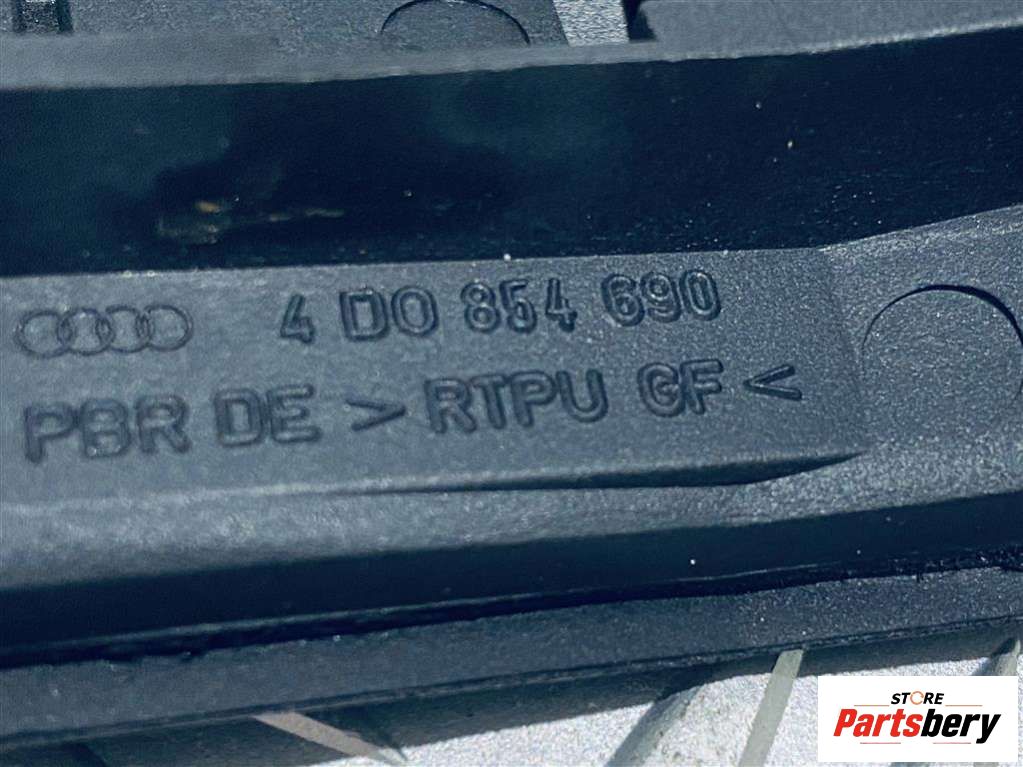 4D0 854 690
PBR DE >RTPU GF<
STORE
Partsbery